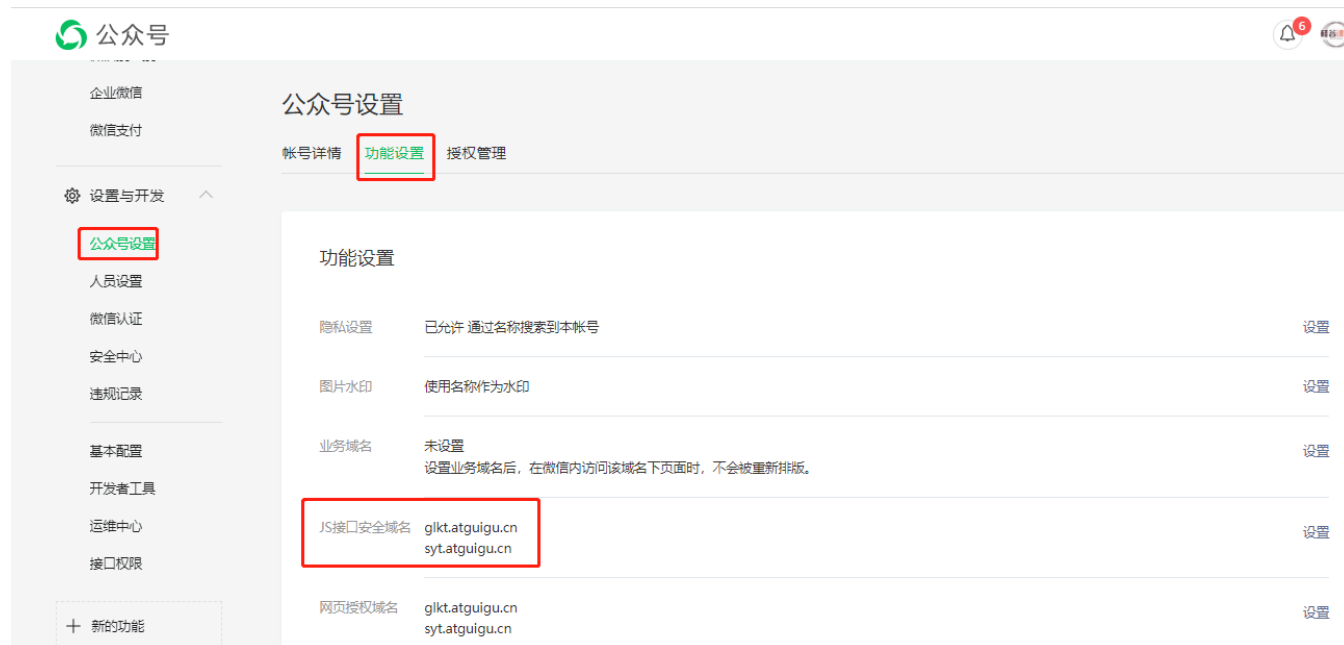 公众号
6
企业微信
微信支付
设置与开发
公众号设置
人员设置
微信认证
安全中心
违规记录
基本配置
开发者工具
运维中心
接口权限
新的功能
公众号设置
帐号详情 功能设置 授权管理
功能设置
隐私设置 已允许 通过名称搜索到本帐号 设置
图片水印 使用名称作为水印 设置
业务域名 未设置 设置
设置业务域名后，在微信内访问该域名下页面时，不会被重新排版。
JS接口安全域名 glkt.atguigu.cn 设置
syt.atguigu.cn
网页授权域名 glkt.atguigu.cn 设置
syt.atguigu.cn